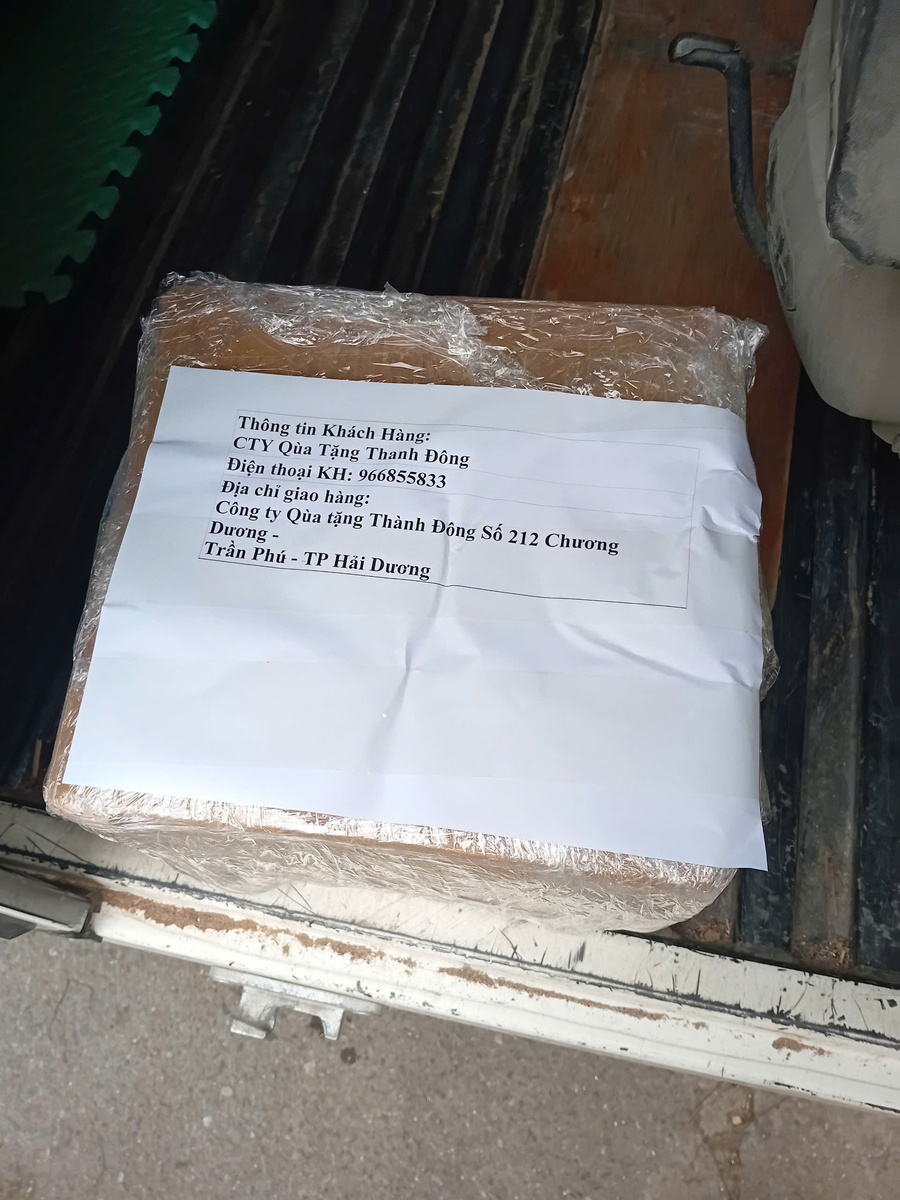 Thông tin Khách Hàng:
CTY Qùa Tặng Thanh Đông
Điện thoại KH: 966855833
Địa chỉ giao hàng:
Công ty Qùa tặng Thành Đông Số 212 Chương
Dương -
Trần Phú - TP Hải Dương